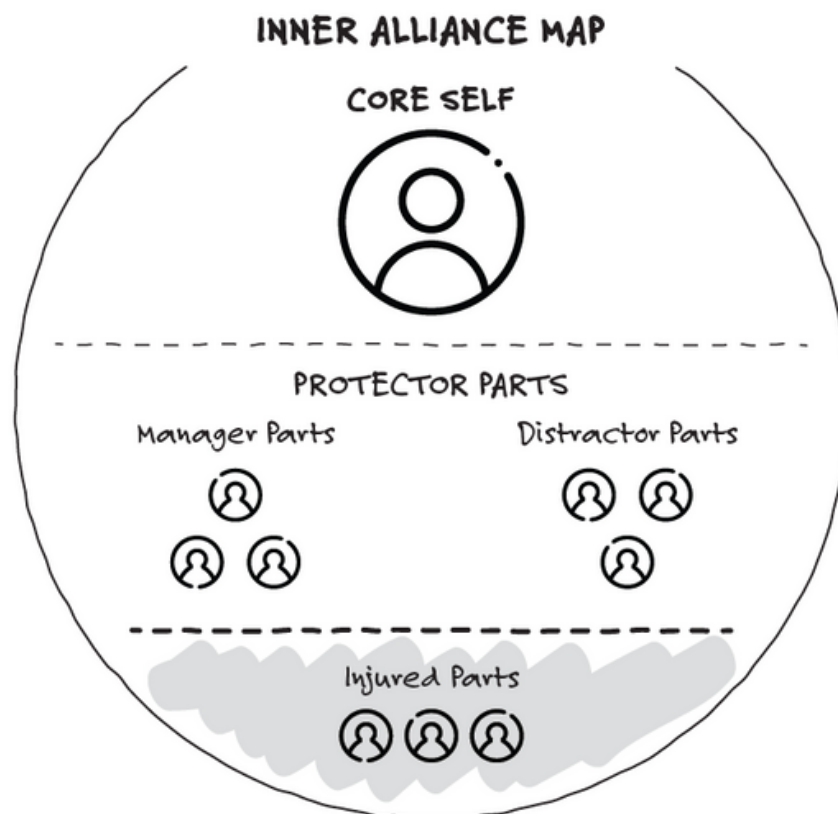 INNER ALLIANCE MAP
CORE SELF
PROTECTOR PARTS
Manager Parts
Distractor Parts
Injured Parts